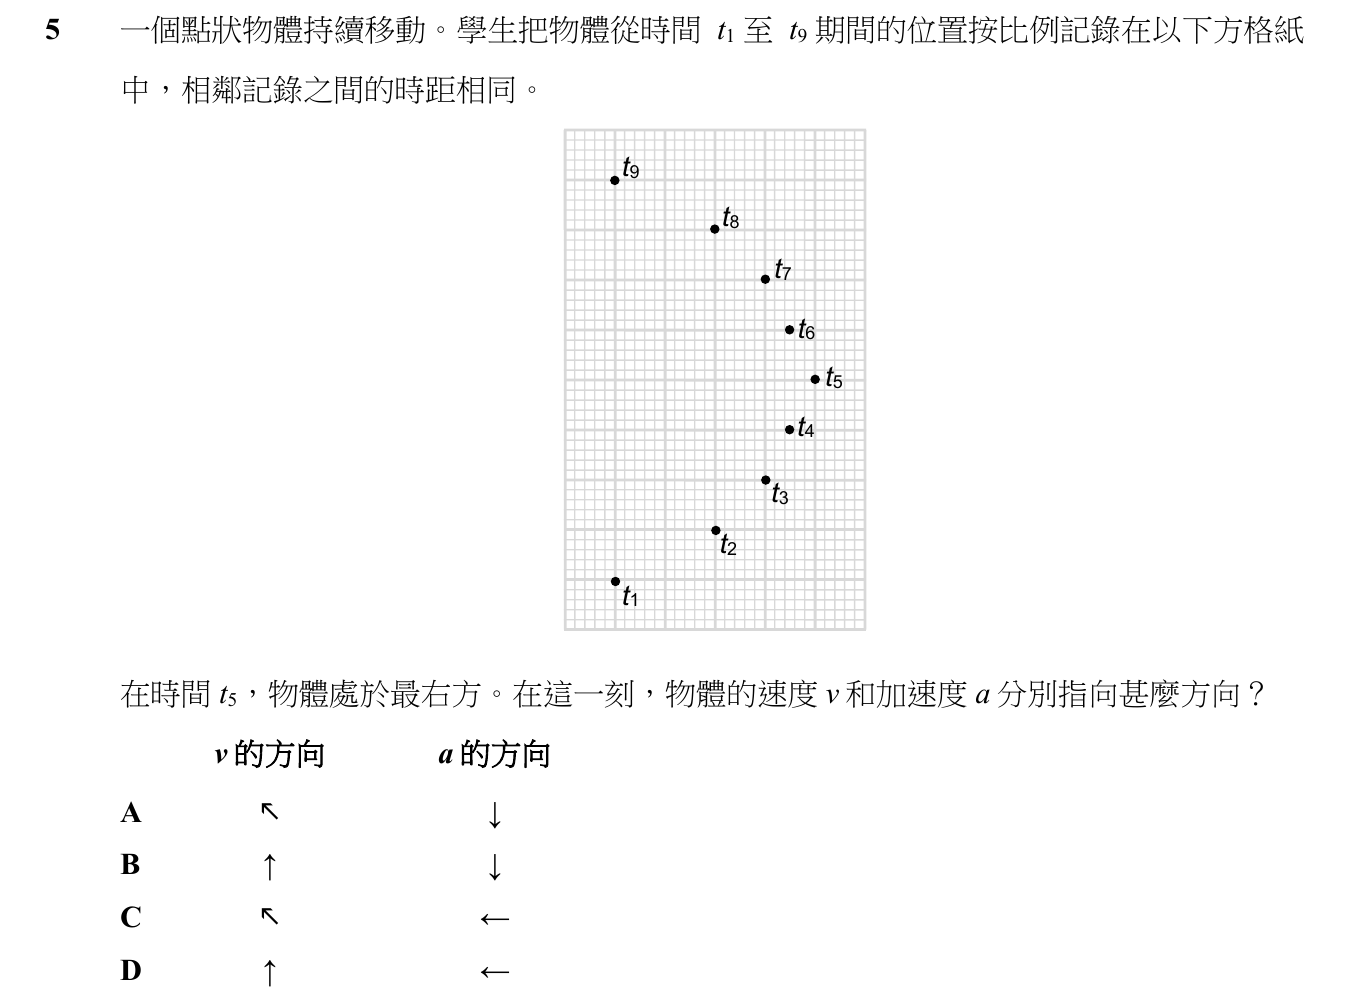 5 一個點狀物體持續移動。學生把物體從時間 t1 至 t9 期間的位置按比例記錄在以下方格紙
中，相鄰記錄之間的時距相同。
t9
t8
t7
t6
t5
t4
t3
t2
t1
在時間 t5，物體處於最右方。在這一刻，物體的速度 v 和加速度 a 分別指向甚麼方向？
v 的方向 a 的方向
A ↖ ↓
B ↑ ↓
C ↖ ←
D ↑ ←